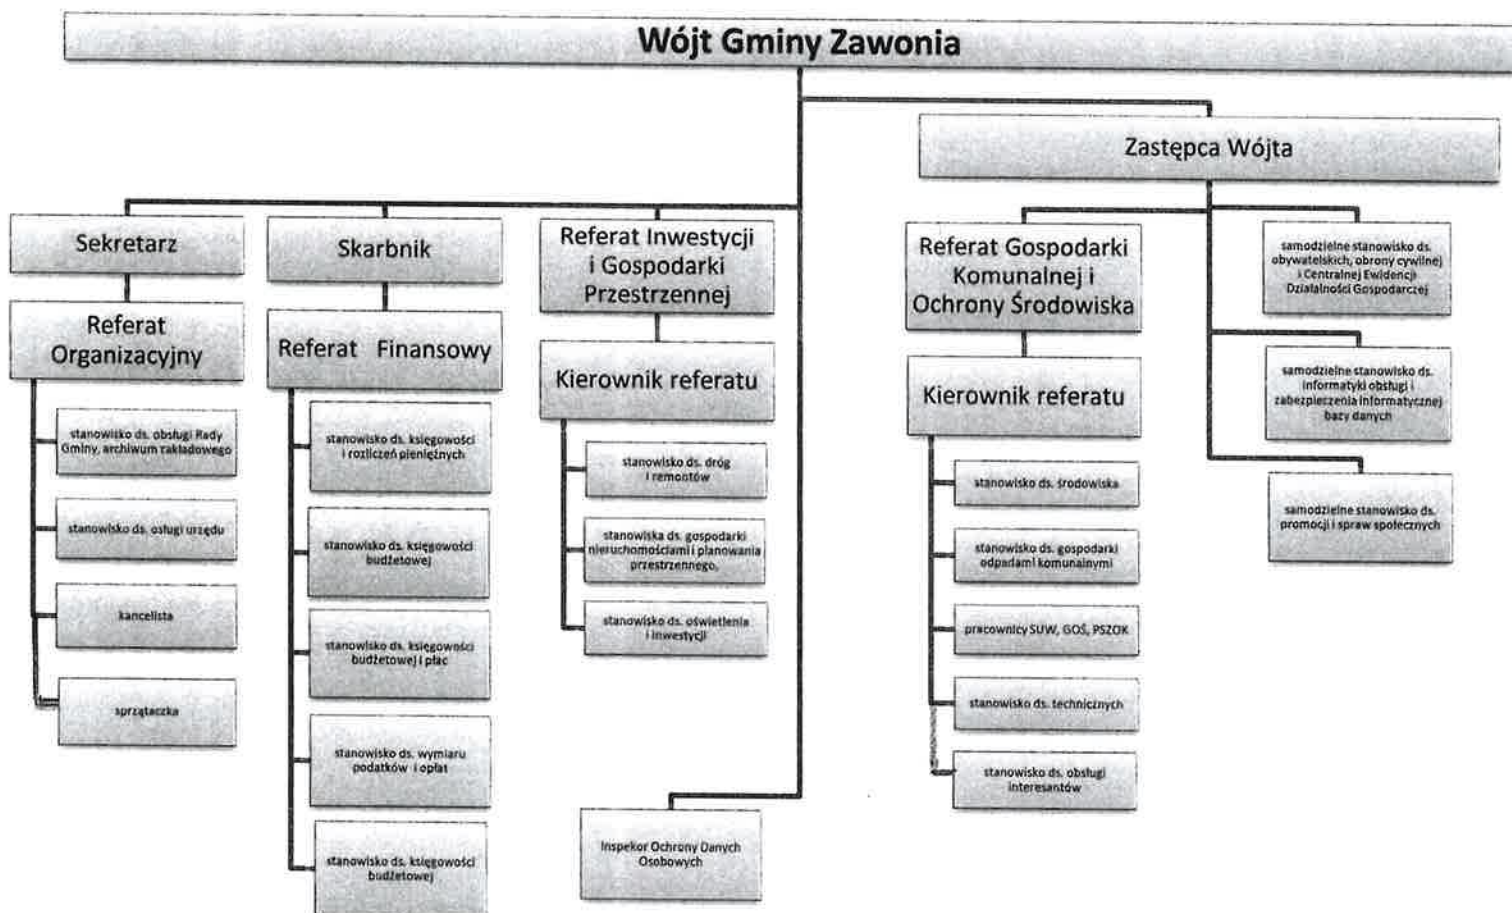 Wójt Gminy Zawonia
Zastępca Wójta
Sekretarz
Referat
Organizacyjny
stanowisko ds. obsługi Rady
Gminy, archiwum zakładowego
stanowisko ds. osługi urzędu
kancelista
sprzątaczka
Skarbnik
Referat Finansowy
stanowisko ds. księgowości
i rozliczeń pieniężnych
stanowisko ds. księgowości
budżetowej
stanowisko ds. księgowości
budżetowej i płac
stanowisko ds. wymiaru
podatków i opłat
stanowisko ds. księgowości
budżetowej
Referat Inwestycji
i Gospodarki
Przestrzennej
Kierownik referatu
stanowisko ds. dróg
i remontów
stanowiska ds. gospodarki
nieruchomościami i planowania
przestrzennego,
stanowisko ds. oświetlenia
i inwestycji
Inspekor Ochrony Danych
Osobowych
Referat Gospodarki
Komunalnej i
Ochrony Środowiska
Kierownik referatu
stanowisko ds. środowiska
stanowisko ds. gospodarki
odpadami komunalnymi
pracownicy SUW, GOŚ, PSZOK
stanowisko ds. technicznych
stanowisko ds. obsługi
interesantów
samodzielne stanowisko ds.
obywatelskich, obrony cywilnej
i Centralnej Ewidencji
Działalności Gospodarczej
samodzielne stanowisko ds.
informatyki obsługi i
zabezpieczenia informatycznej
bazy danych
samodzielne stanowisko ds.
promocji i spraw społecznych